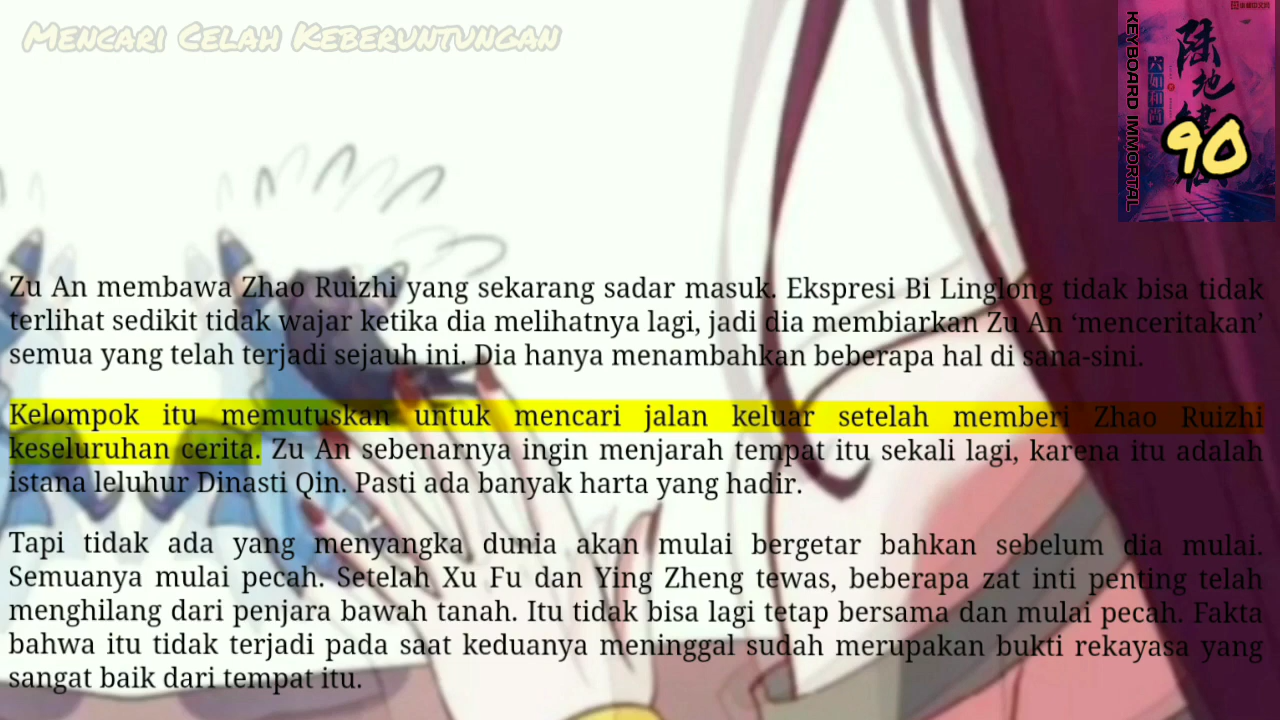 Mencari Celah Keberuntungan
KEYBOARD IMMORTAL
陆地
90
Zu An membawa Zhao Ruizhi yang sekarang sadar masuk. Ekspresi Bi Linglong tidak bisa tidak
terlihat sedikit tidak wajar ketika dia melihatnya lagi, jadi dia membiarkan Zu An ‘menceritakan’
semua yang telah terjadi sejauh ini. Dia hanya menambahkan beberapa hal di sana-sini.
Kelompok itu memutuskan untuk mencari jalan keluar setelah memberi Zhao Ruizhi
keseluruhan cerita. Zu An sebenarnya ingin menjarah tempat itu sekali lagi, karena itu adalah
istana leluhur Dinasti Qin. Pasti ada banyak harta yang hadir.
Tapi tidak ada yang menyangka dunia akan mulai bergetar bahkan sebelum dia mulai.
Semuanya mulai pecah. Setelah Xu Fu dan Ying Zheng tewas, beberapa zat inti penting telah
menghilang dari penjara bawah tanah. Itu tidak bisa lagi tetap bersama dan mulai pecah. Fakta
bahwa itu tidak terjadi pada saat keduanya meninggal sudah merupakan bukti rekayasa yang
sangat baik dari tempat itu.